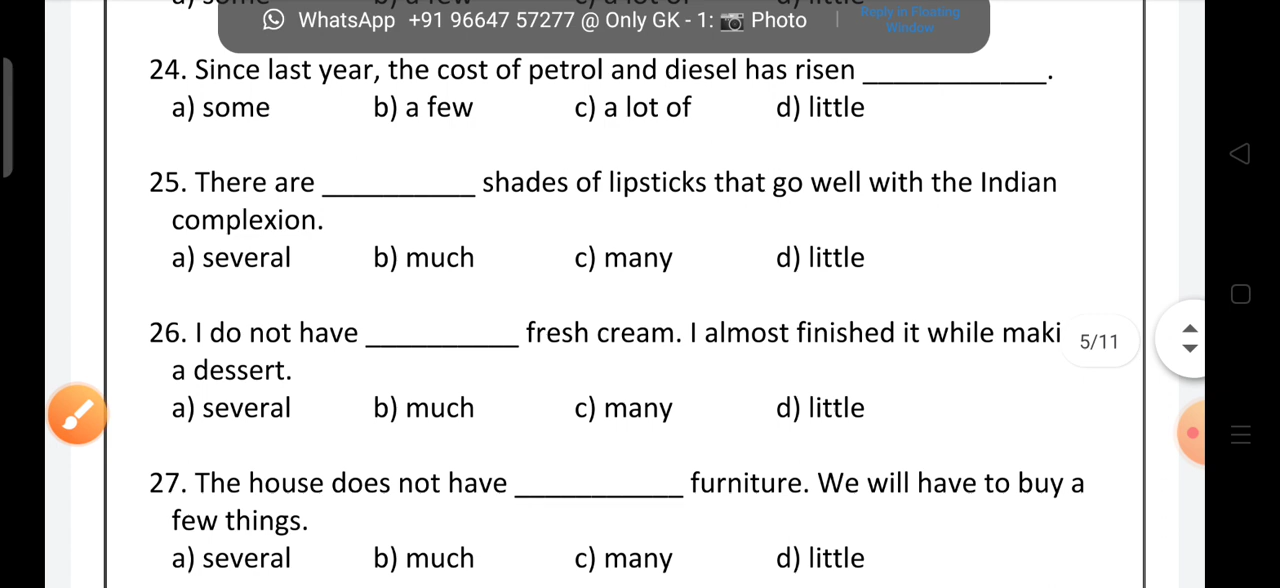 WhatsApp +91 96647 57277 @ Only GK - 1: 📷 Photo
Reply in Floating
Window
24. Since last year, the cost of petrol and diesel has risen ____________.
a) some b) a few c) a lot of d) little
25. There are __________ shades of lipsticks that go well with the Indian
complexion.
a) several b) much c) many d) little
26. I do not have __________ fresh cream. I almost finished it while maki
5/11
a dessert.
a) several b) much c) many d) little
27. The house does not have ___________ furniture. We will have to buy a
few things.
a) several b) much c) many d) little